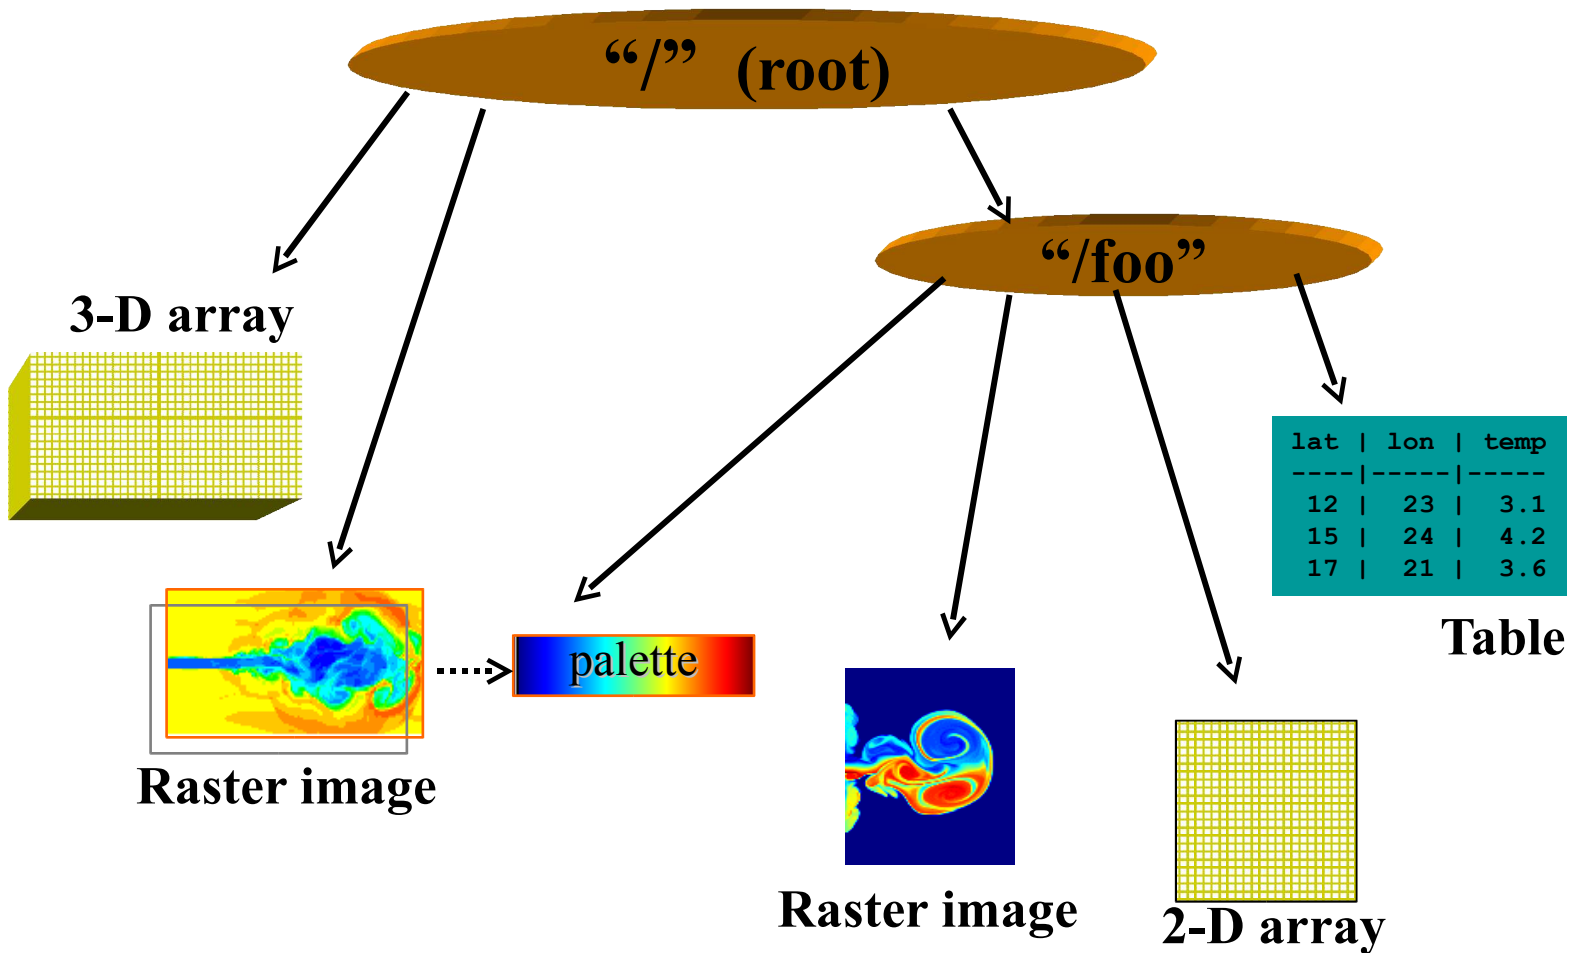 “/” (root)
“/foo”
3-D array
lat | lon | temp
----|-----|-----
12 | 23 | 3.1
15 | 24 | 4.2
17 | 21 | 3.6
Table
palette
Raster image
Raster image
2-D array